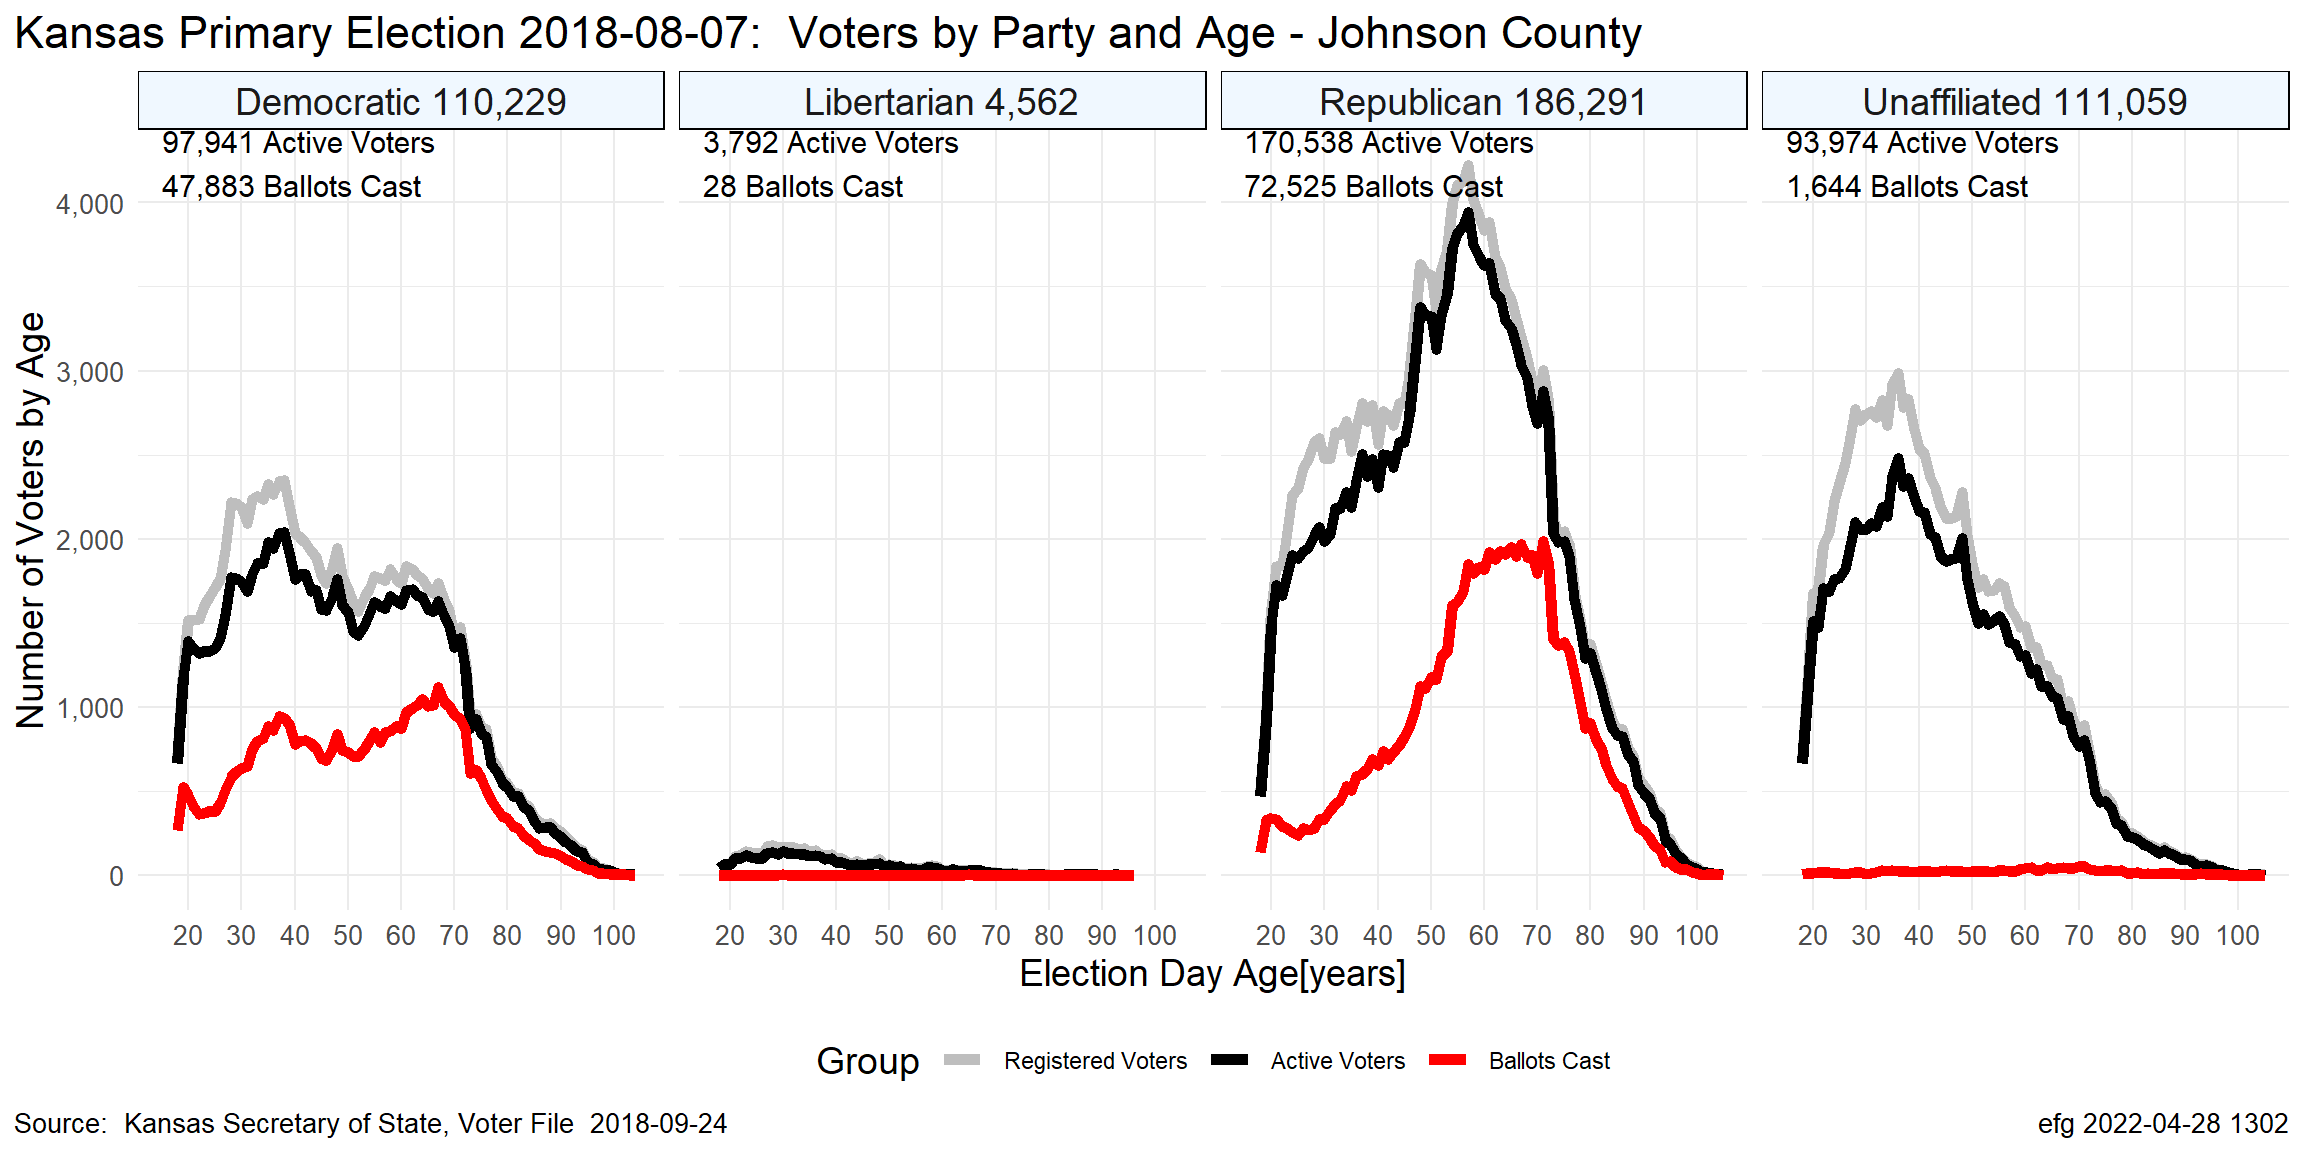 Kansas Primary Election 2018-08-07:  Voters by Party and Age - Johnson County
Democratic 110,229
Libertarian 4,562
Republican 186,291
Unaffiliated 111,059
97,941 Active Voters
47,883 Ballots Cast
3,792 Active Voters
28 Ballots Cast
170,538 Active Voters
72,525 Ballots Cast
93,974 Active Voters
1,644 Ballots Cast
Number of Voters by Age
4,000
3,000
2,000
1,000
0
20 30 40 50 60 70 80 90 100
20 30 40 50 60 70 80 90 100
20 30 40 50 60 70 80 90 100
20 30 40 50 60 70 80 90 100
Election Day Age[years]
Group Registered Voters Active Voters Ballots Cast
Source:  Kansas Secretary of State, Voter File  2018-09-24
efg 2022-04-28 1302